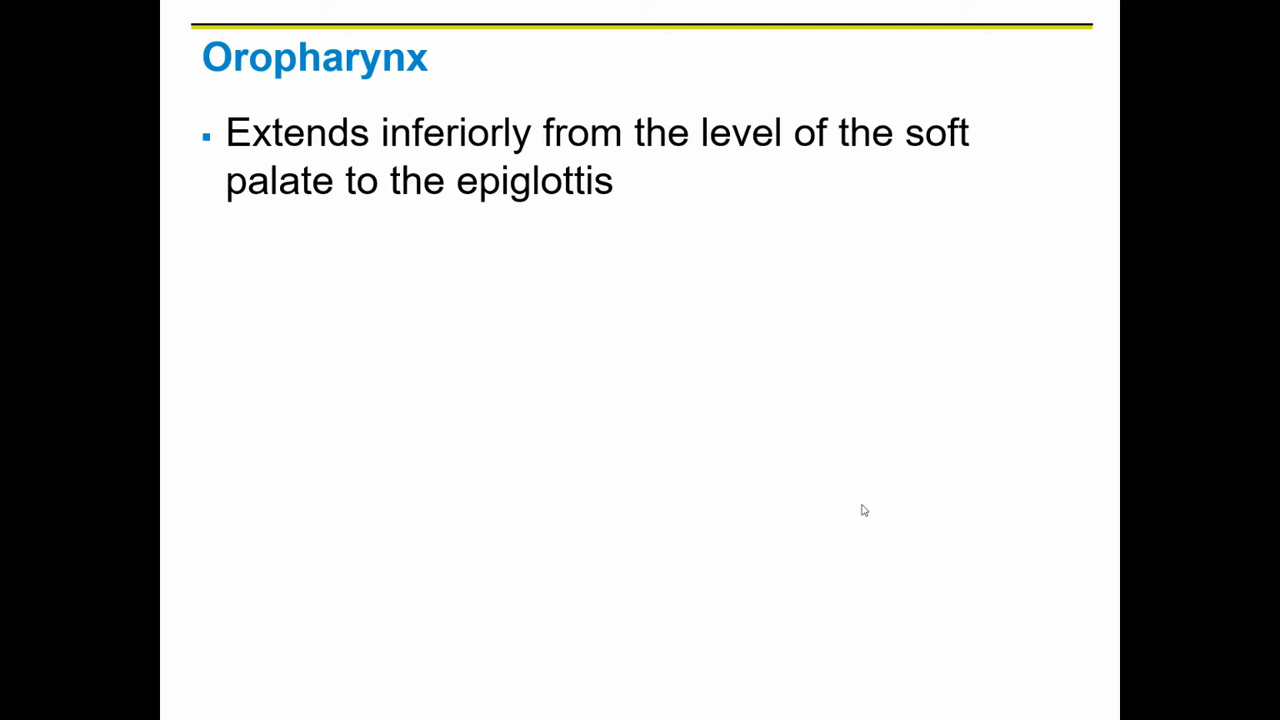 Oropharynx
▪ Extends inferiorly from the level of the soft
palate to the epiglottis